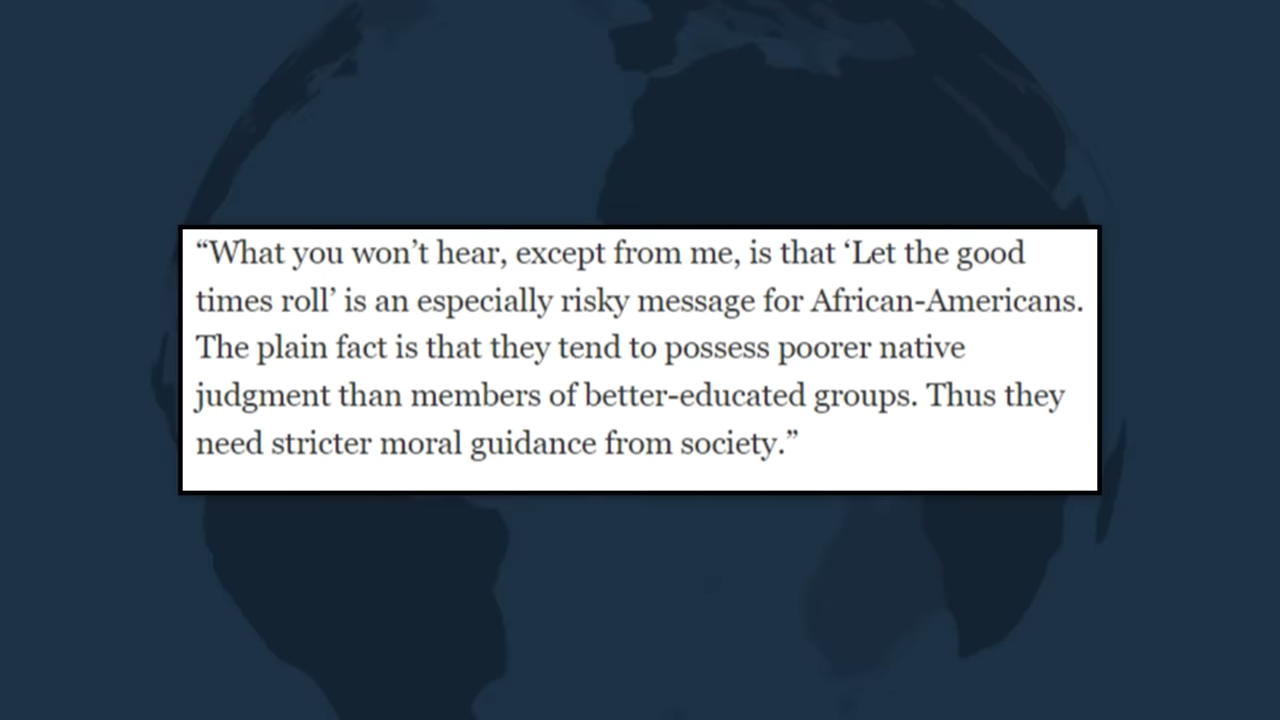 “What you won’t hear, except from me, is that ‘Let the good
times roll’ is an especially risky message for African-Americans.
The plain fact is that they tend to possess poorer native
judgment than members of better-educated groups. Thus they
need stricter moral guidance from society.”